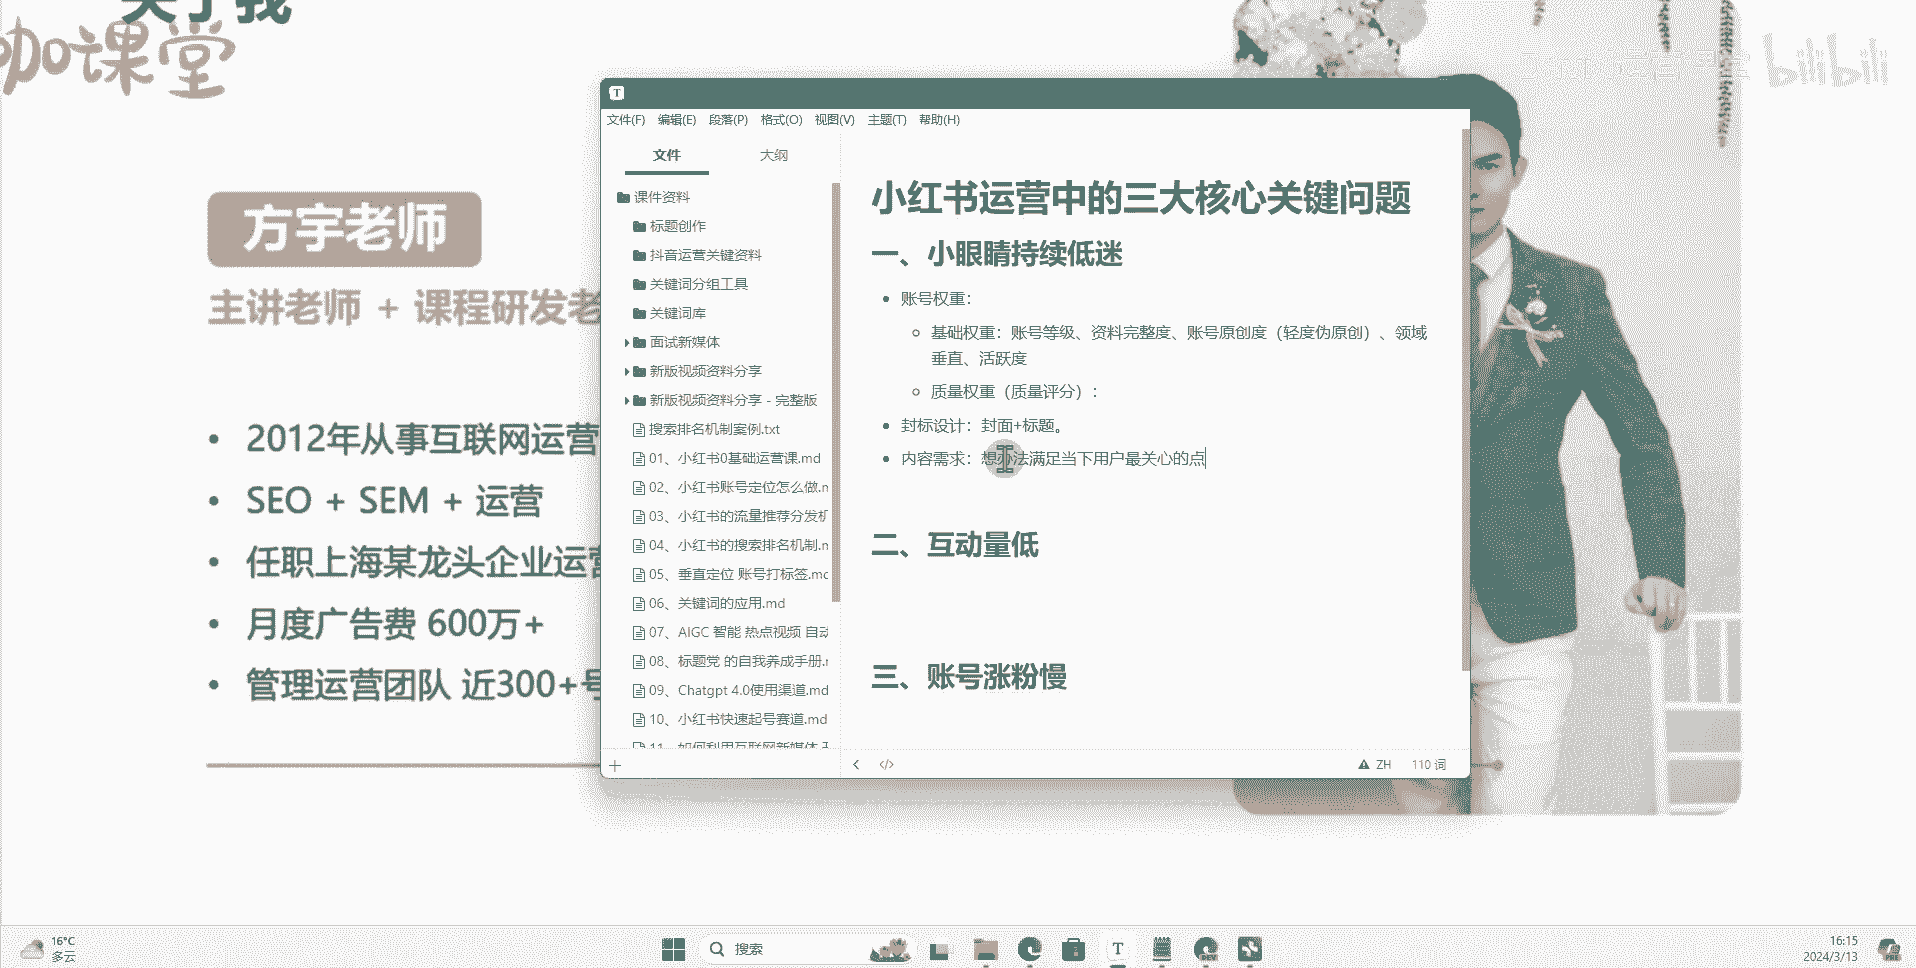 关于我
咖课堂
bilibili
方宇老师
主讲老师 + 课程研发老
• 2012年从事互联网运营
• SEO + SEM + 运营
• 任职上海某龙头企业运营
• 月度广告费 600万+
• 管理运营团队 近300+号
文件(F) 编辑(E) 段落(P) 格式(O) 视图(V) 主题(T) 帮助(H)
文件 大纲
课件资料
标题创作
抖音运营关键资料
关键词分组工具
关键词库
面试新媒体
新版视频资料分享
新版视频资料分享 - 完整版
搜索排名机制案例.txt
01、小红书0基础运营课.md
02、小红书账号定位怎么做.m
03、小红书的流量推荐分发机
04、小红书的搜索排名机制.m
05、垂直定位 账号打标签.md
06、关键词的应用.md
07、AIGC 智能 热点视频 自动
08、标题党 的自我养成手册.m
09、Chatgpt 4.0使用渠道.md
10、小红书快速起号赛道.md
11、如何利用互联网新媒体
小红书运营中的三大核心关键问题
一、小眼睛持续低迷
• 账号权重：
基础权重：账号等级、资料完整度、账号原创度（轻度伪原创）、领域
垂直、活跃度
质量权重（质量评分）：
• 封标设计：封面+标题。
• 内容需求：想办法满足当下用户最关心的点
二、互动量低
三、账号涨粉慢
ZH 110 词
16°C
多云
搜索
16:15
2024/3/13